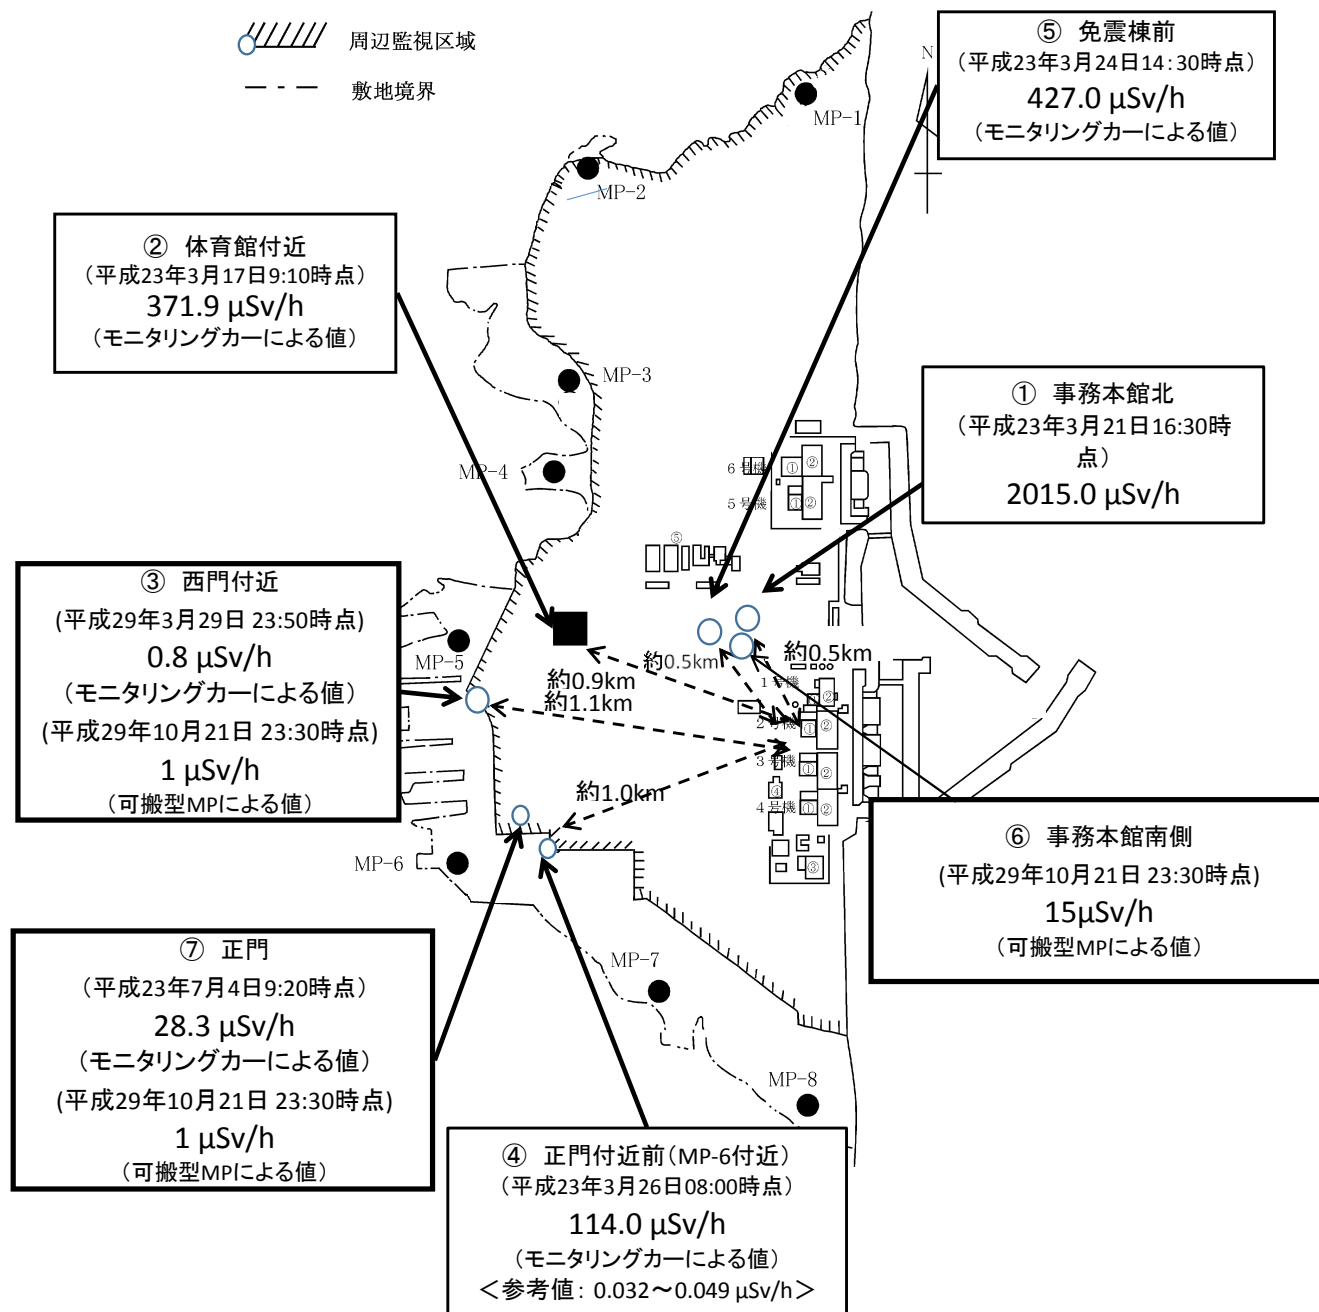 周辺監視区域
敷地境界
⑤ 免震棟前
(平成23年3月24日14:30時点)
427.0 μSv/h
(モニタリングカーによる値)
N
MP-1
MP-2
② 体育館付近
(平成23年3月17日9:10時点)
371.9 μSv/h
(モニタリングカーによる値)
MP-3
① 事務本館北
(平成23年3月21日16:30時
点)
2015.0 μSv/h
MP-4
6号機
① ②
5号機
① ②
⑤
③ 西門付近
(平成29年3月29日 23:50時点)
0.8 μSv/h
(モニタリングカーによる値)
(平成29年10月21日 23:30時点)
1 μSv/h
(可搬型MPによる値)
MP-5
約0.5km
約0.5km
約0.9km
約1.1km
1号機
②
2号機
① ②
3号機
① ②
④
4号機
① ②
③
約1.0km
MP-6
⑥ 事務本館南側
(平成29年10月21日 23:30時点)
15μSv/h
(可搬型MPによる値)
⑦ 正門
(平成23年7月4日9:20時点)
28.3 μSv/h
(モニタリングカーによる値)
(平成29年10月21日 23:30時点)
1 μSv/h
(可搬型MPによる値)
MP-7
MP-8
④ 正門付近前(MP-6付近)
(平成23年3月26日08:00時点)
114.0 μSv/h
(モニタリングカーによる値)
<参考値: 0.032~0.049 μSv/h>